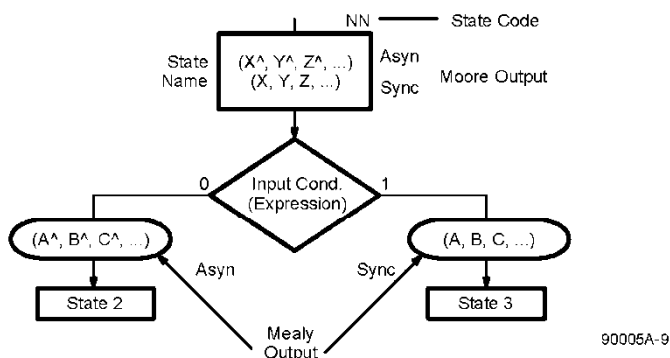 NN
State Code
State
Name
(X^, Y^, Z^, ...)
(X, Y, Z, ...)
Asyn
Sync
Moore Output
0
Input Cond.
(Expression)
1
(A^, B^, C^, ...)
(A, B, C, ...)
Asyn
Sync
State 2
State 3
Mealy
Output
90005A-9